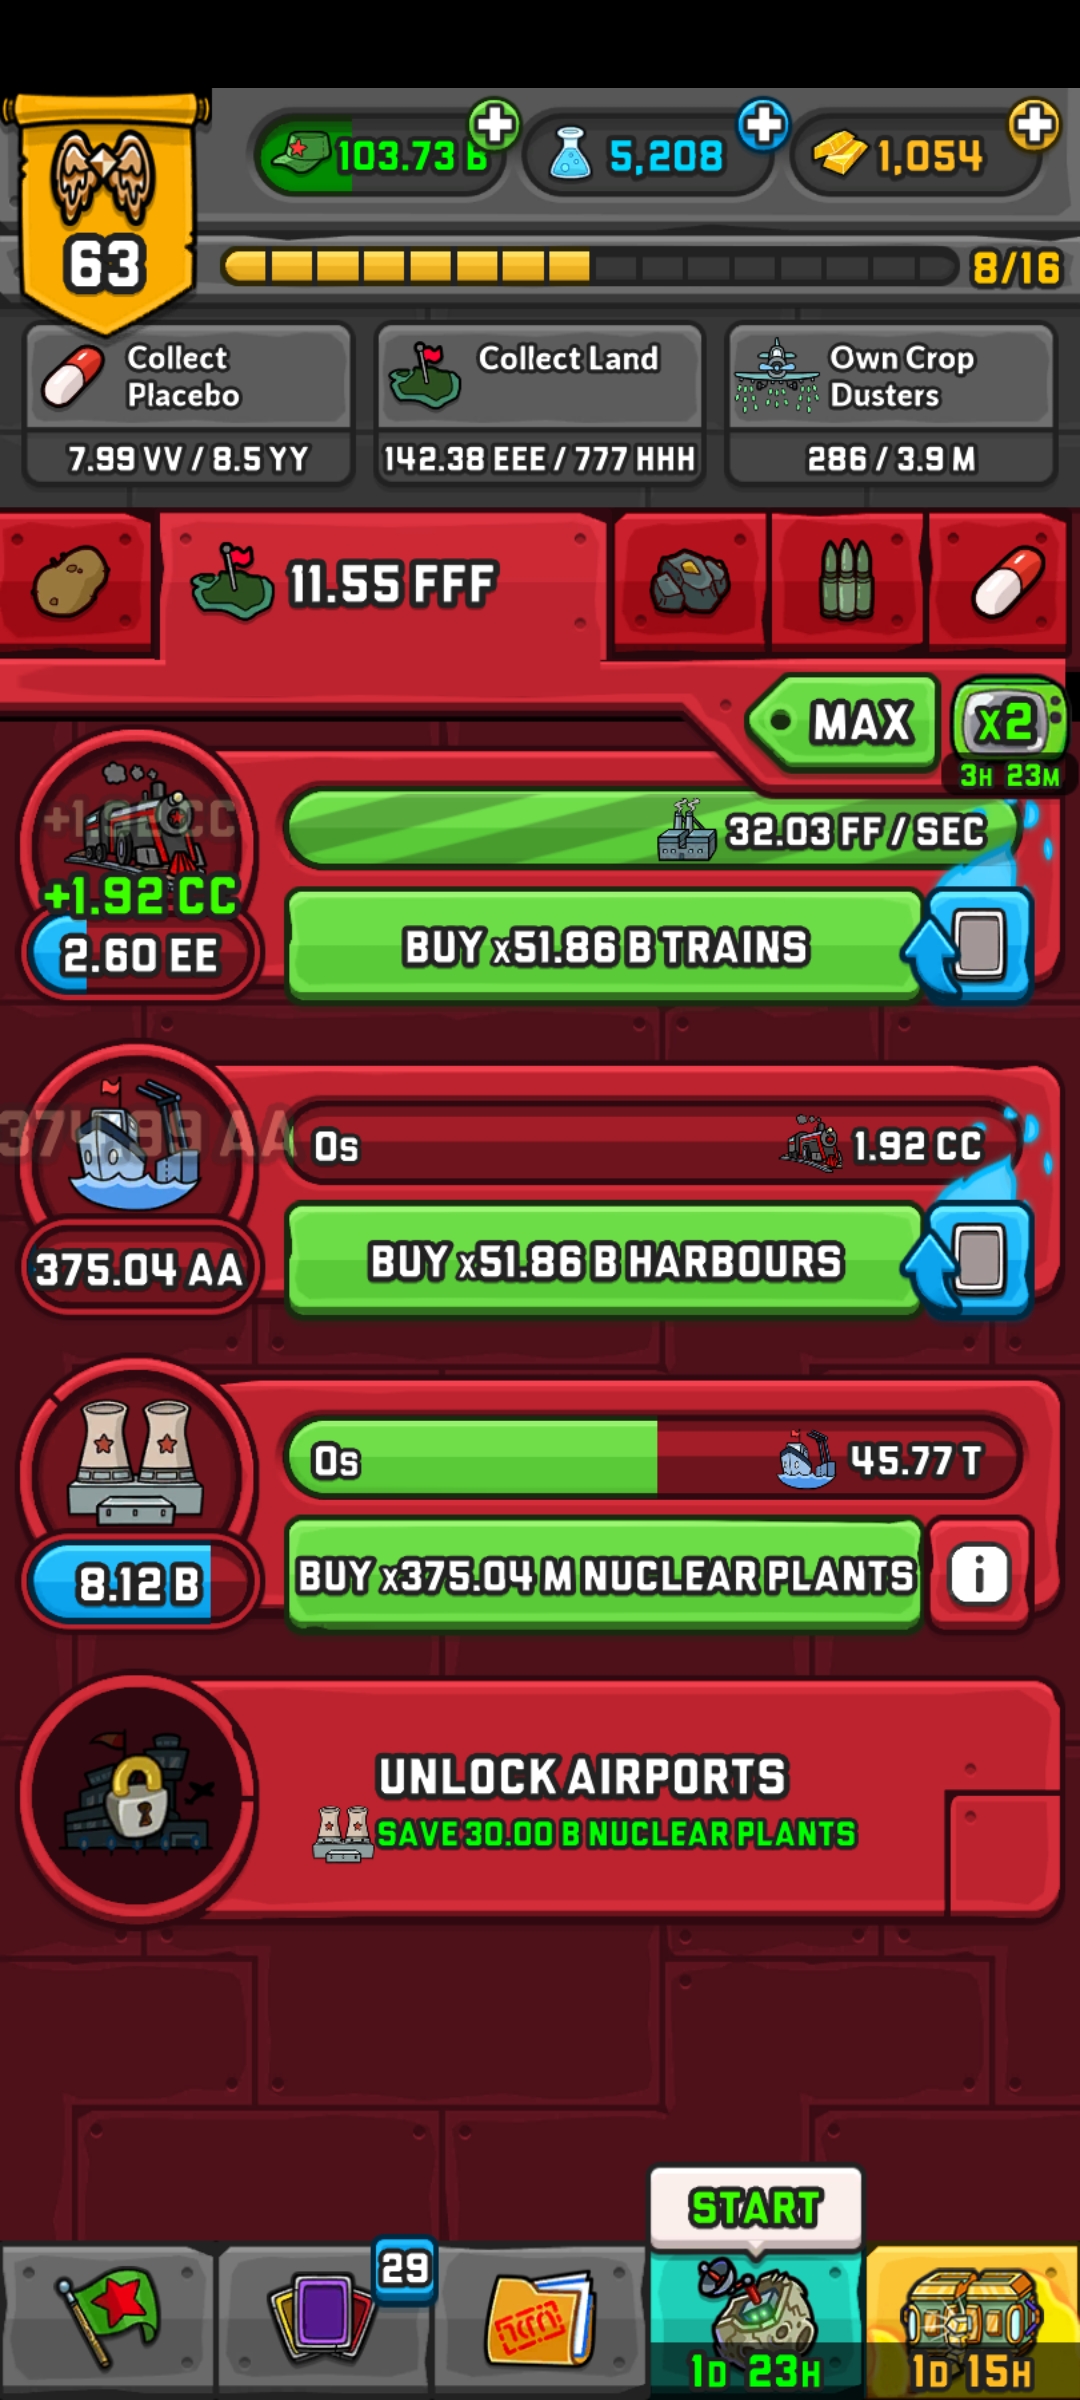 103.73 B
5,208
1,054
63
8/16
Collect
Placebo
7.99 VV / 8.5 YY
Collect Land
142.38 EEE / 777 HHH
Own Crop
Dusters
286 / 3.9 M
11.55 FFF
MAX
x2
3H 23M
+1.92 CC
+1.92 CC
2.60 EE
32.03 FF / SEC
BUY x51.86 B TRAINS
374.99 AA
375.04 AA
0s
1.92 CC
BUY x51.86 B HARBOURS
8.12 B
0s
45.77 T
BUY x375.04 M NUCLEAR PLANTS
i
UNLOCK AIRPORTS
SAVE 30.00 B NUCLEAR PLANTS
START
29
1D 23H
1D 15H